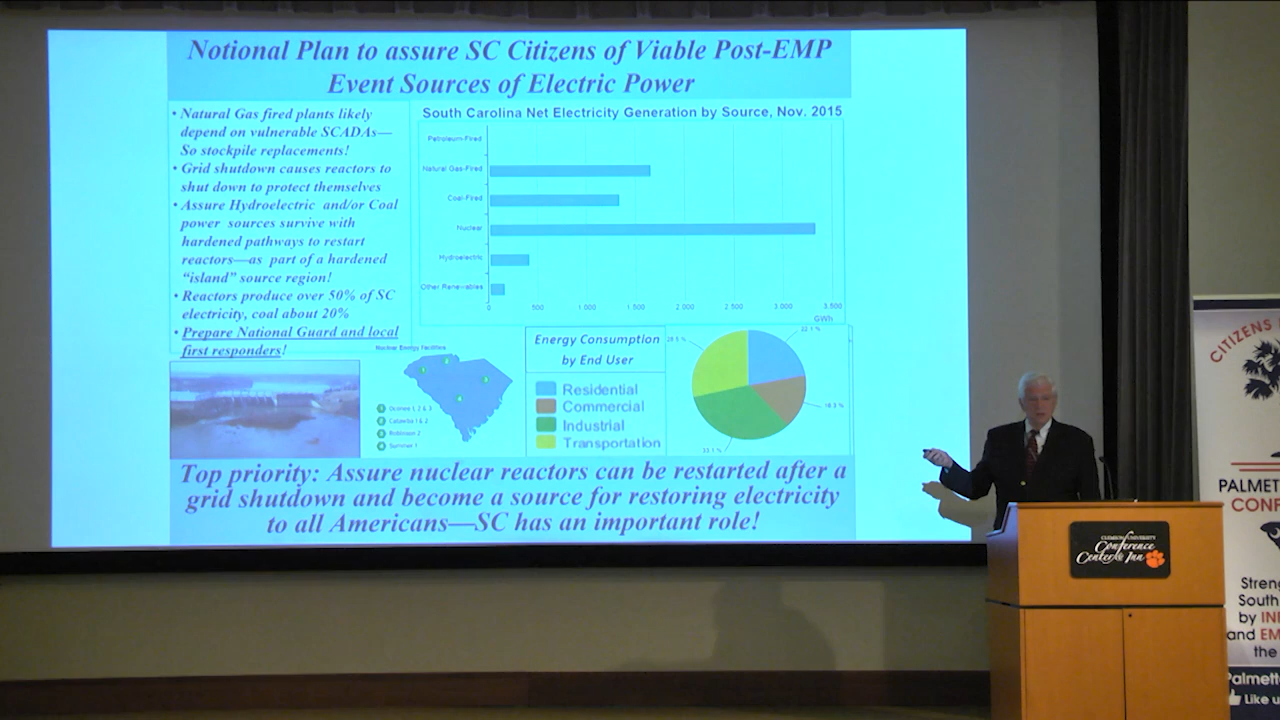 Notional Plan to assure SC Citizens of Viable Post-EMP
Event Sources of Electric Power
• Natural Gas fired plants likely
depend on vulnerable SCADAs—
So stockpile replacements!
• Grid shutdown causes reactors to
shut down to protect themselves
• Assure Hydroelectric and/or Coal
power sources survive with
hardened pathways to restart
reactors—as part of a hardened
“island” source region!
• Reactors produce over 50% of SC
electricity, coal about 20%
• Prepare National Guard and local
first responders!
South Carolina Net Electricity Generation by Source, Nov. 2015
Petroleum-Fired
Natural Gas-Fired
Coal-Fired
Nuclear
Hydroelectric
Other Renewables
0 500 1 000 1 500 2 000 2 500 3 000 3 500
GWh
Nuclear Energy Facilities
1 Oconee 1, 2 & 3
2 Catawba 1 & 2
3 Robinson 2
4 Summer 1
Energy Consumption
by End User
Residential
Commercial
Industrial
Transportation
22.1 %
33.1 %
Top priority: Assure nuclear reactors can be restarted after a
grid shutdown and become a source for restoring electricity
to all Americans—SC has an important role!
CLEMSON UNIVERSITY
Conference
Center & Inn
CITIZENS
PALMET
CONF
Streng
South
by IN
and EM
the
Palmett
Like u